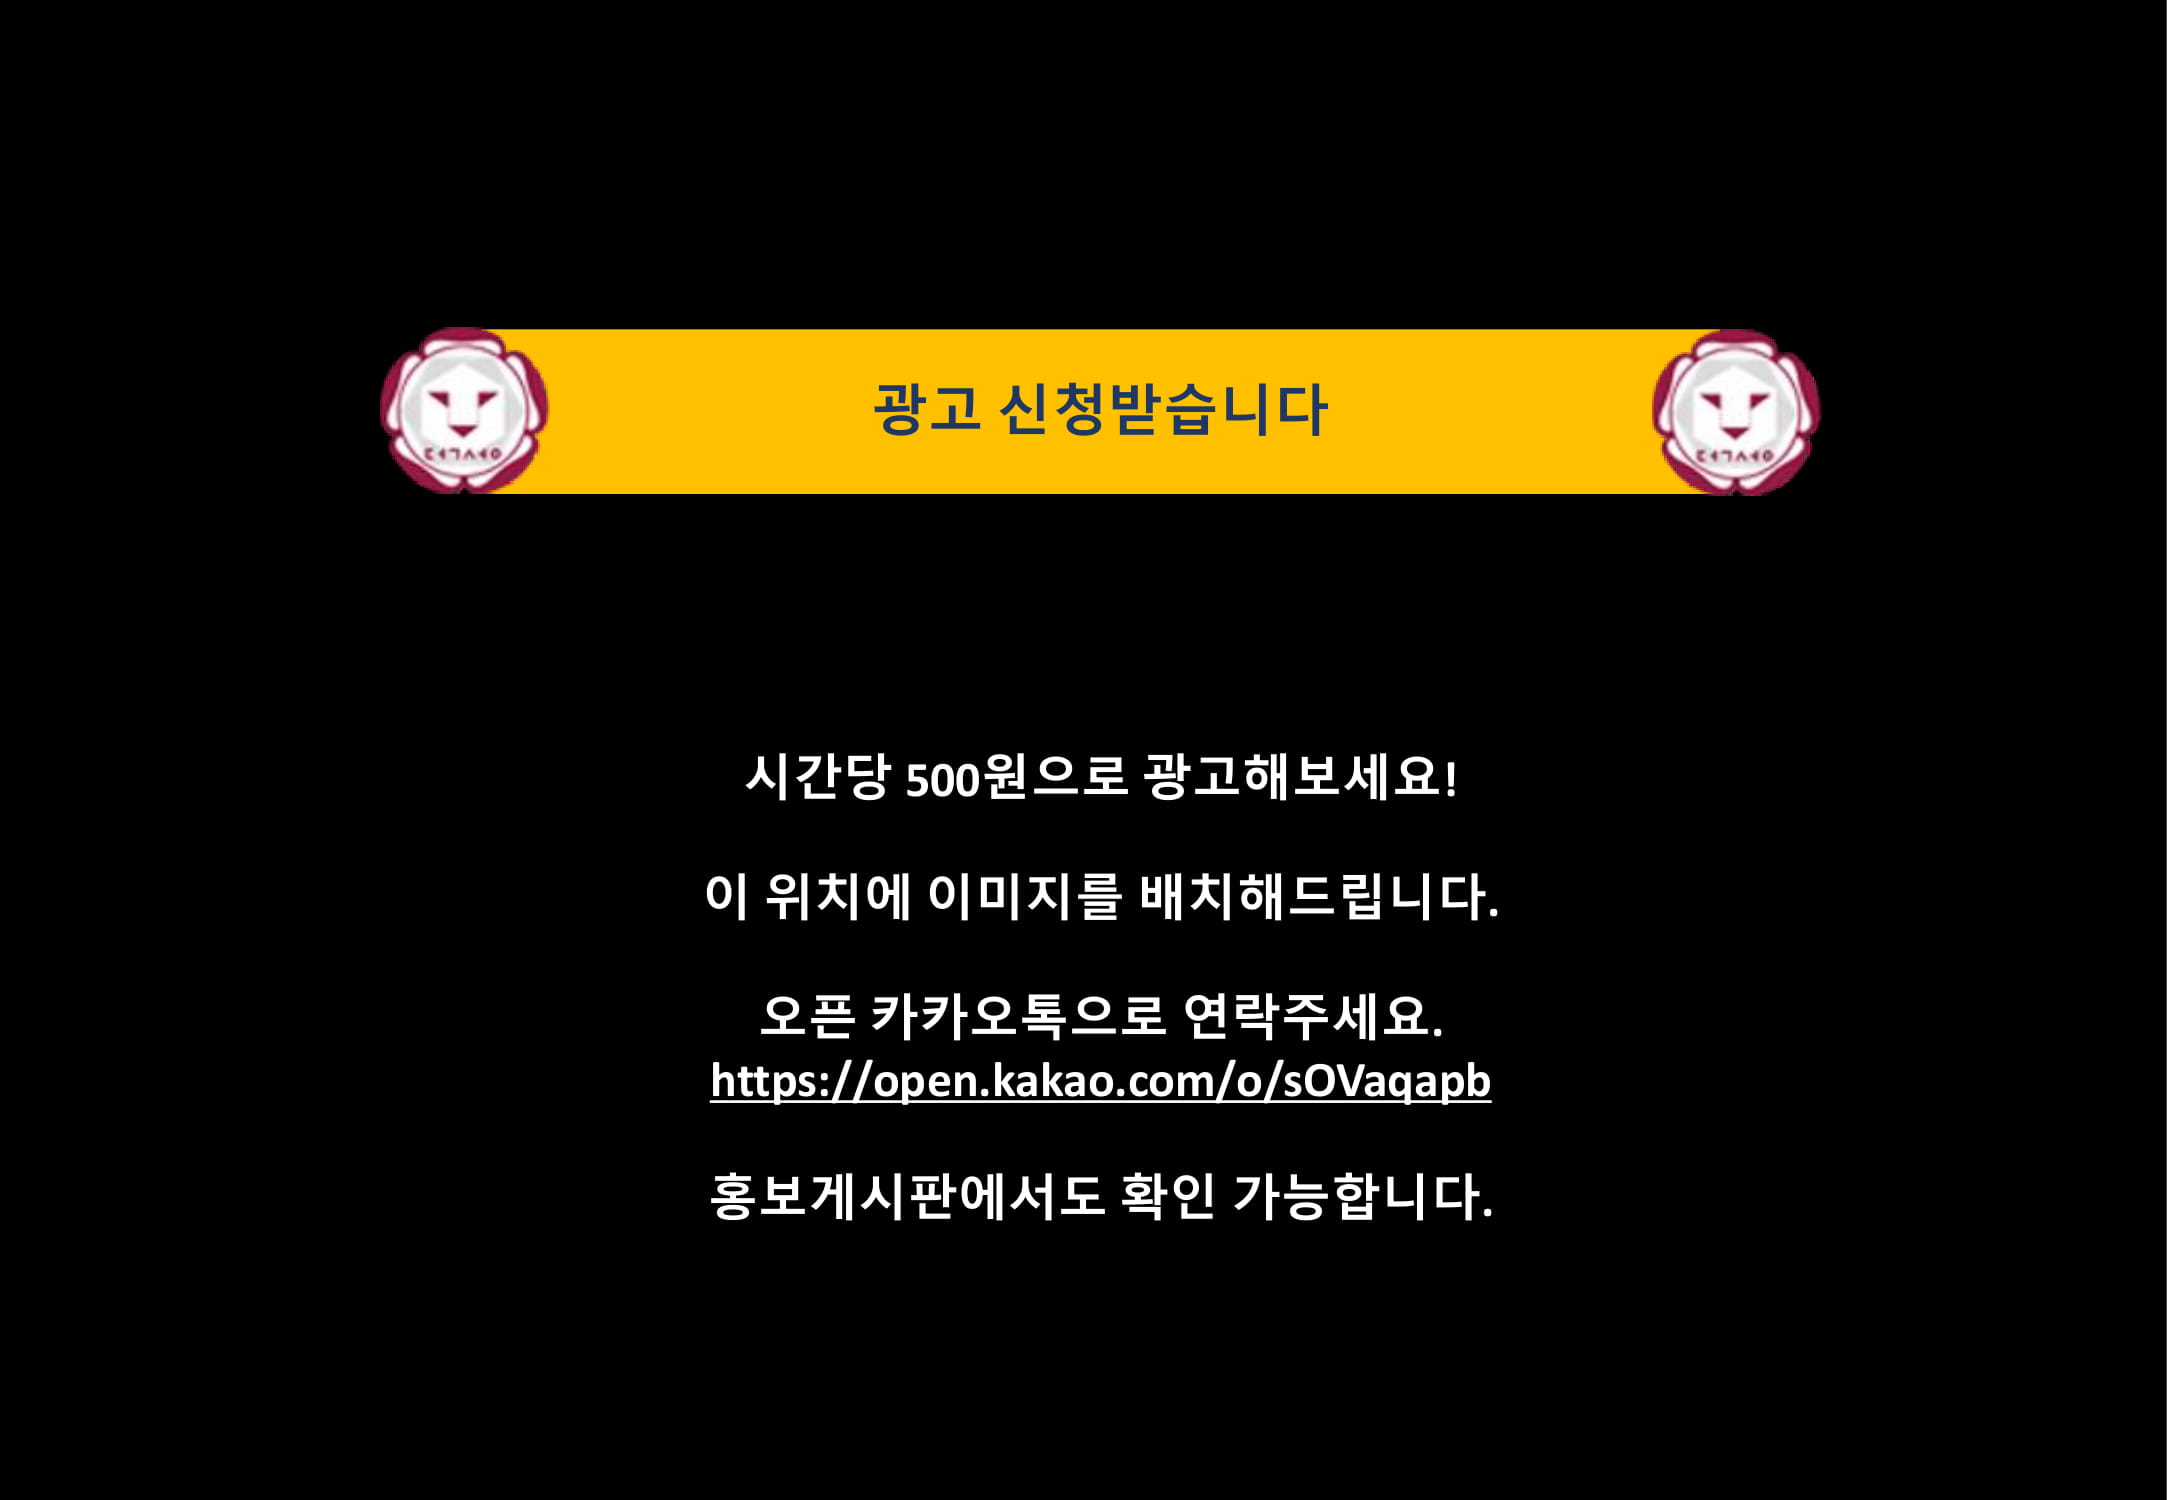 광고 신청받습니다
시간당 500원으로 광고해보세요!
이 위치에 이미지를 배치해드립니다.
오픈 카카오톡으로 연락주세요.
https://open.kakao.com/o/sOVaqapb
홍보게시판에서도 확인 가능합니다.